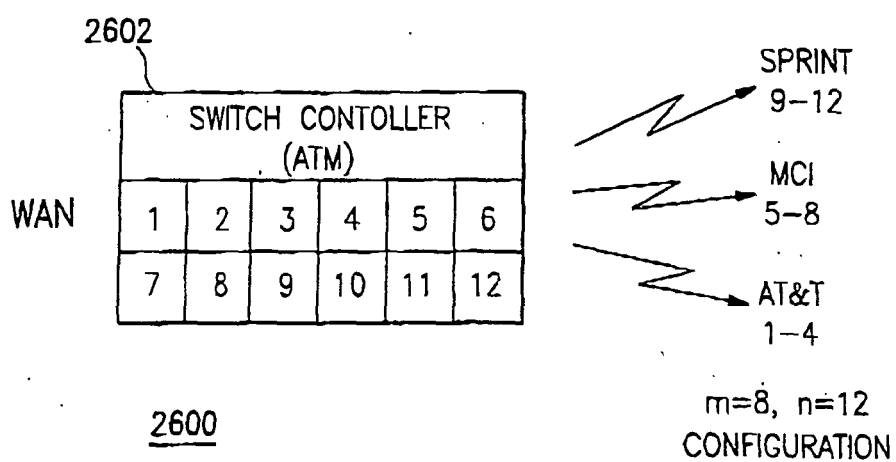 2602
SWITCH CONTOLLER
(ATM)
WAN
1 2 3 4 5 6
7 8 9 10 11 12
SPRINT
9-12
MCI
5-8
AT&T
1-4
2600
m=8, n=12
CONFIGURATION